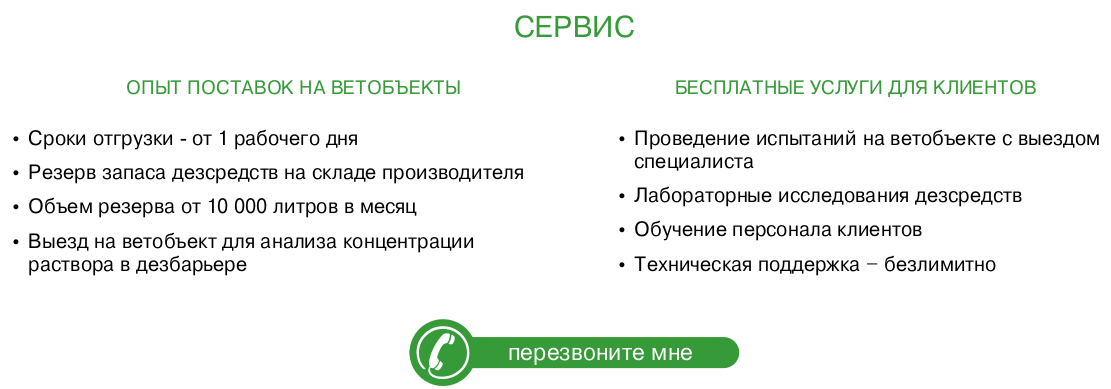 СЕРВИС
ОПЫТ ПОСТАВОК НА ВЕТОБЪЕКТЫ
• Сроки отгрузки - от 1 рабочего дня
• Резерв запаса дезсредств на складе производителя
• Объем резерва от 10 000 литров в месяц
• Выезд на ветобъект для анализа концентрации
раствора в дезбарьере
БЕСПЛАТНЫЕ УСЛУГИ ДЛЯ КЛИЕНТОВ
• Проведение испытаний на ветобъекте с выездом
специалиста
• Лабораторные исследования дезсредств
• Обучение персонала клиентов
• Техническая поддержка – безлимитно
перезвоните мне